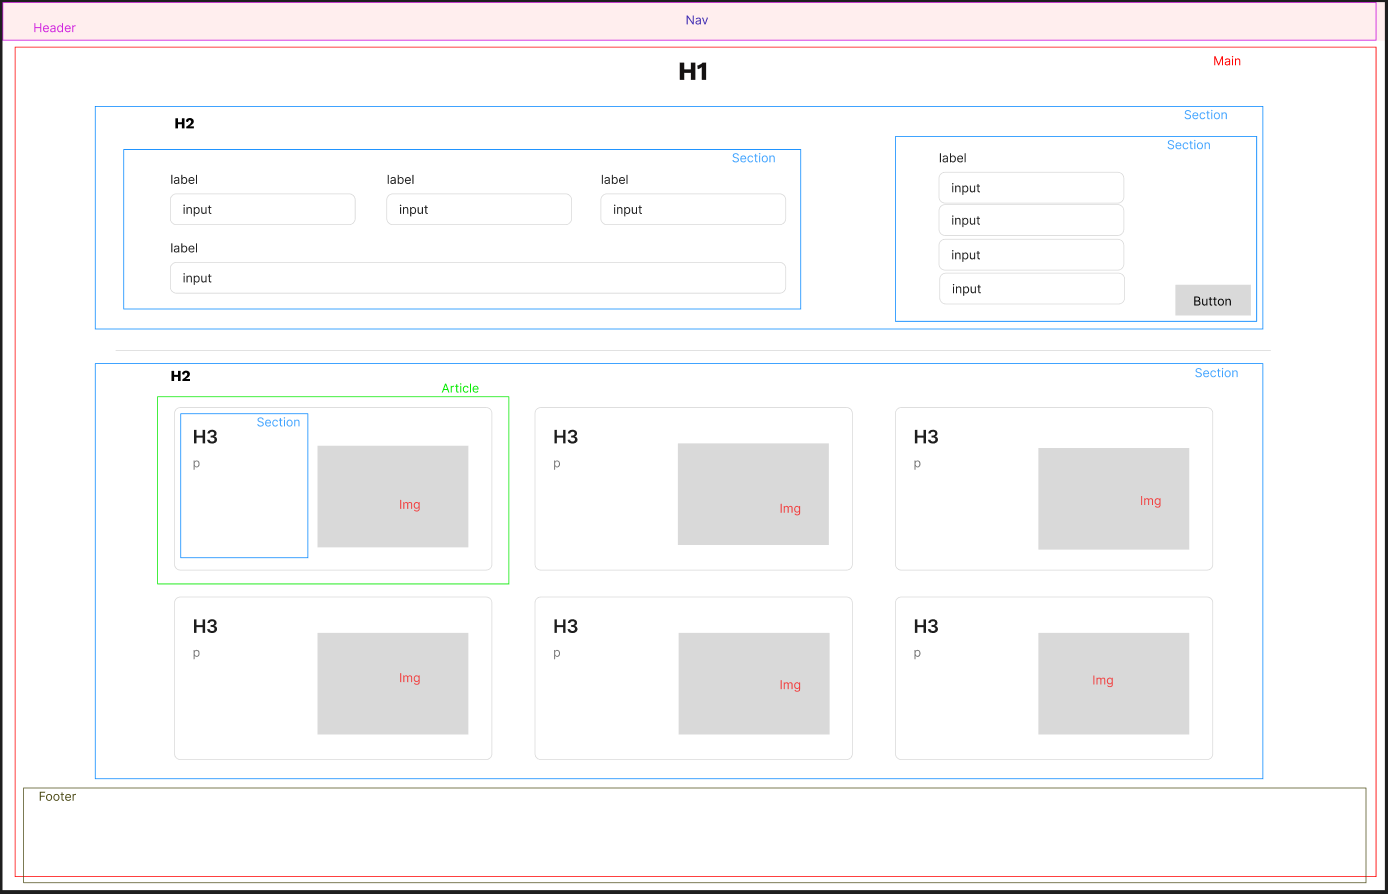 Nav
Header
Main
H1
Section
H2
Section
Section
label
label
label
label
input
input
input
input
input
label
input
input
input
Button
H2
Section
Article
Section
H3
p
Img
H3
p
Img
H3
p
Img
H3
p
Img
H3
p
Img
H3
p
Img
Footer